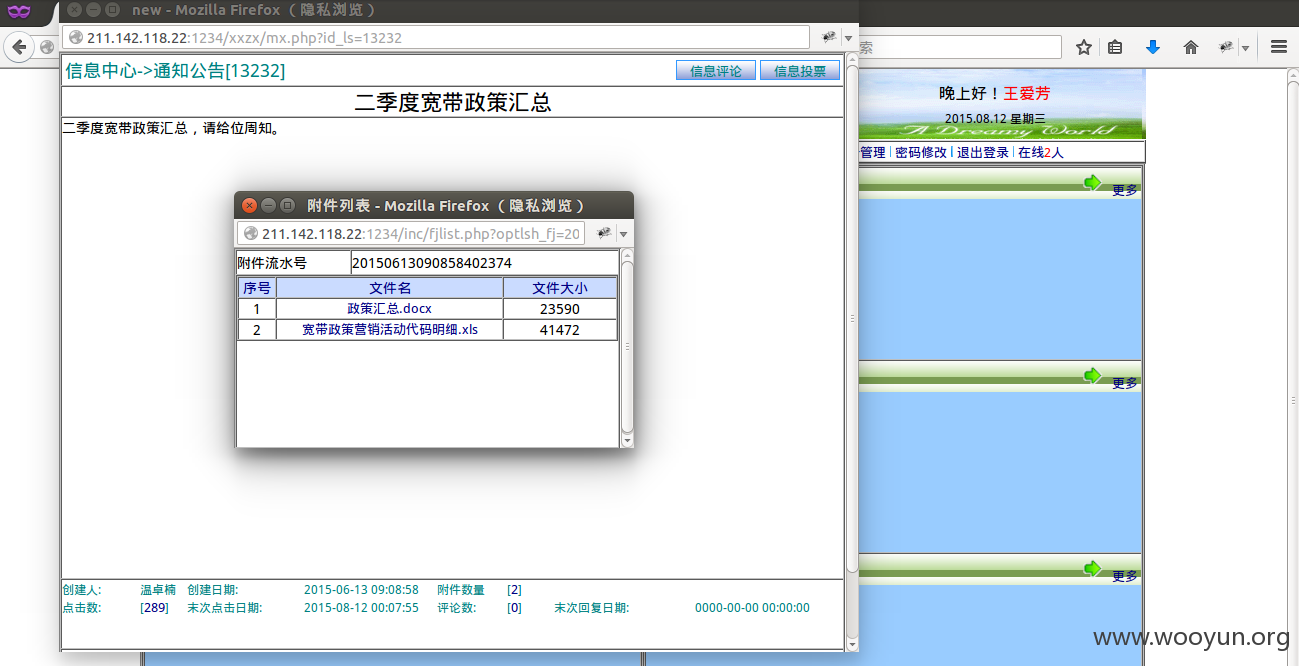 new - Mozilla Firefox （隐私浏览）
211.142.118.22:1234/xxzx/mx.php?id_ls=13232
索
信息中心->通知公告[13232]
信息评论
信息投票
二季度宽带政策汇总
二季度宽带政策汇总，请给位周知。
晚上好！王爱芳
2015.08.12 星期三
A Dreamy World
管理 | 密码修改 | 退出登录 | 在线2人
更多
附件列表 - Mozilla Firefox （隐私浏览）
211.142.118.22:1234/inc/fjlist.php?optlsh_fj=20
附件流水号 20150613090858402374
序号 文件名 文件大小
1 政策汇总.docx 23590
2 宽带政策营销活动代码明细.xls 41472
更多
更多
创建人: 温卓楠 创建日期: 2015-06-13 09:08:58 附件数量 [2]
点击数: [289] 末次点击日期: 2015-08-12 00:07:55 评论数: [0] 末次回复日期: 0000-00-00 00:00:00
www.wooyun.org